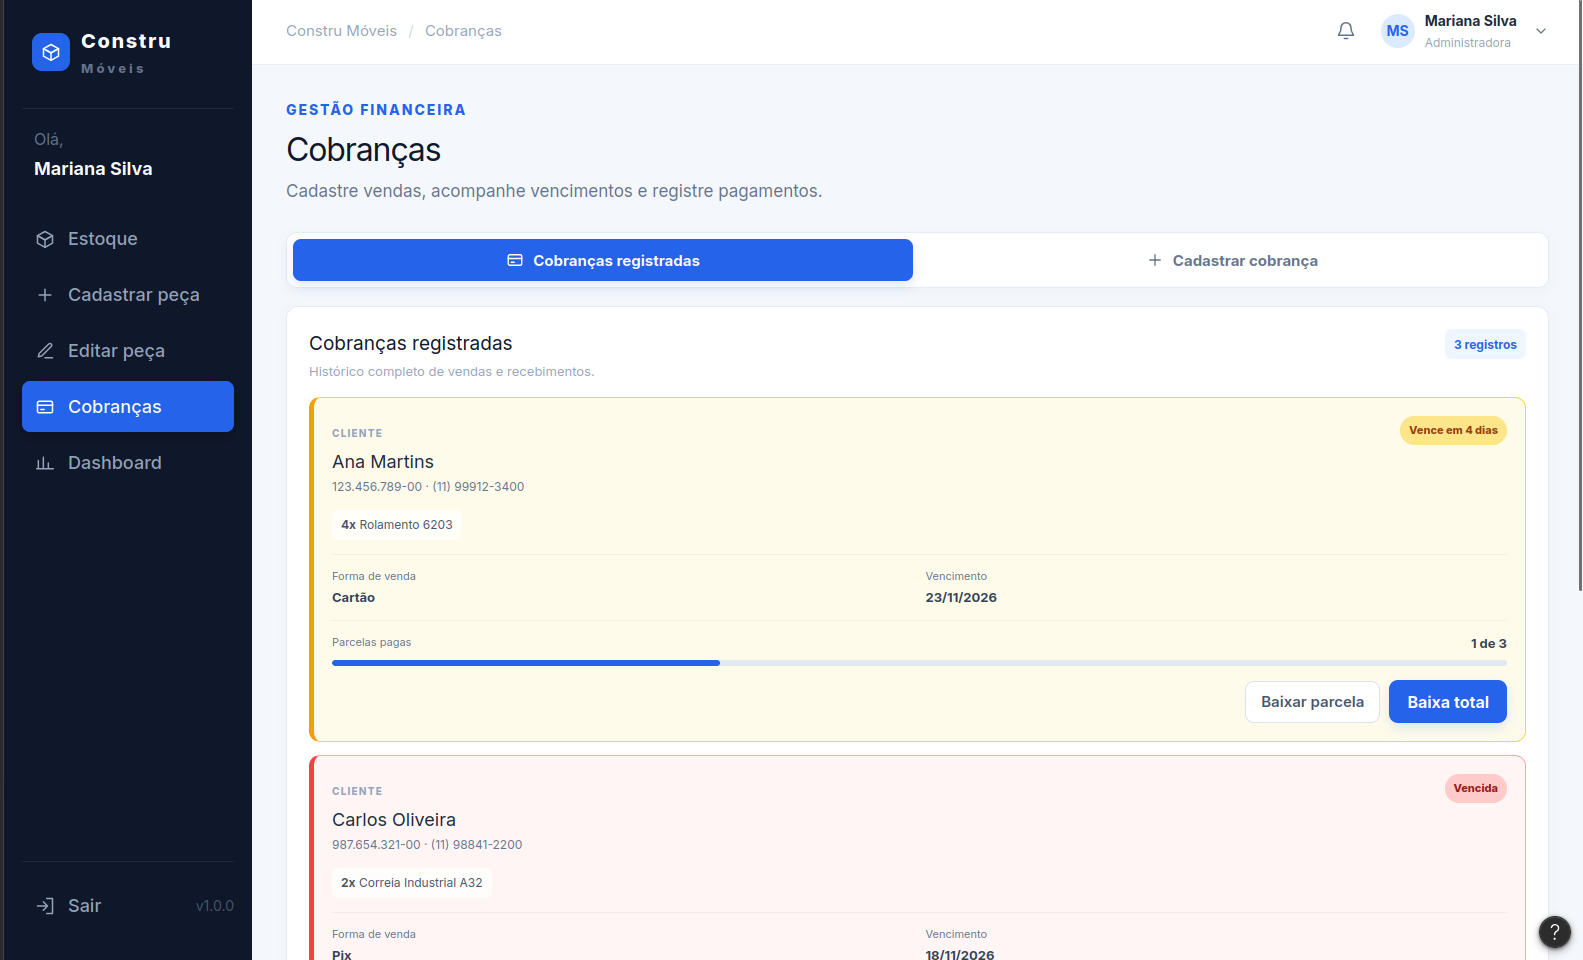 Constru
Móveis
Olá,
Mariana Silva
Estoque
Cadastrar peça
Editar peça
Cobranças
Dashboard
Sair
v1.0.0
Constru Móveis / Cobranças
MS
Mariana Silva
Administradora
GESTÃO FINANCEIRA
Cobranças
Cadastre vendas, acompanhe vencimentos e registre pagamentos.
Cobranças registradas
Cadastrar cobrança
Cobranças registradas
3 registros
Histórico completo de vendas e recebimentos.
CLIENTE
Vence em 4 dias
Ana Martins
123.456.789-00 · (11) 99912-3400
4x Rolamento 6203
Forma de venda
Cartão
Vencimento
23/11/2026
Parcelas pagas
1 de 3
Baixar parcela
Baixa total
CLIENTE
Vencida
Carlos Oliveira
987.654.321-00 · (11) 98841-2200
2x Correia Industrial A32
Forma de venda
Pix
Vencimento
18/11/2026
?